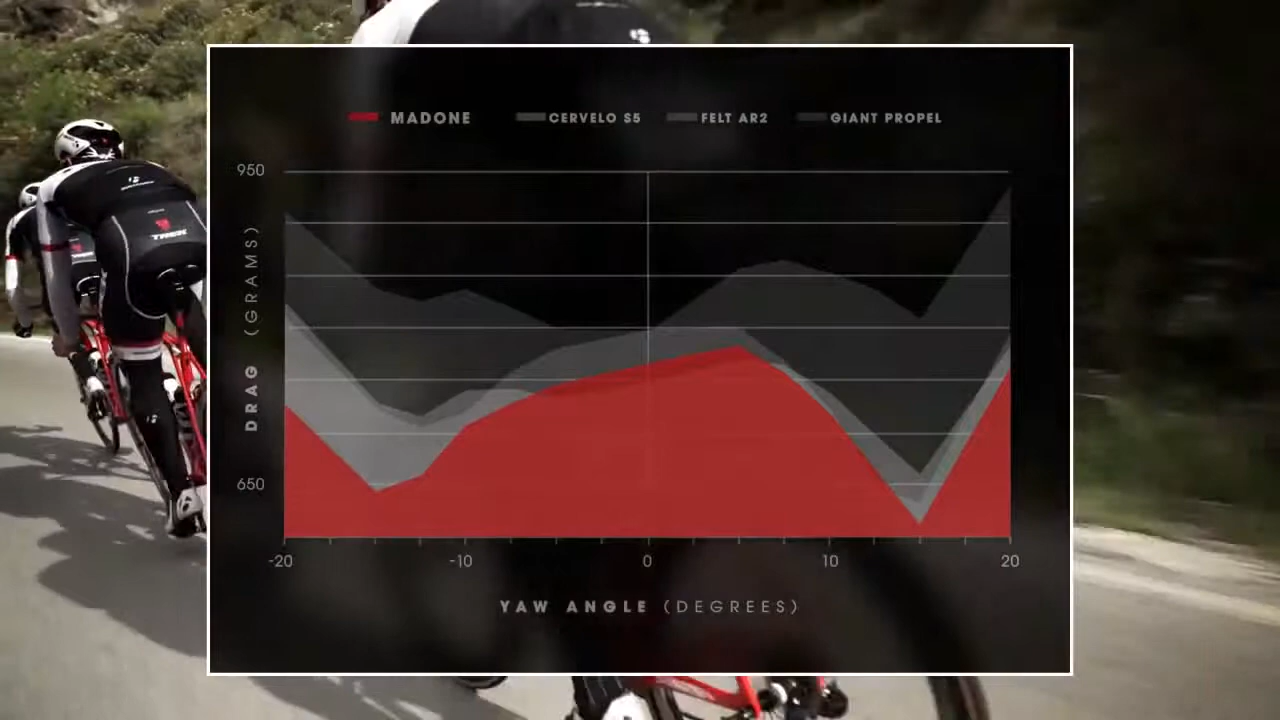 MADONE CERVELO S5 FELT AR2 GIANT PROPEL
950
DRAG (GRAMS)
650
-20 -10 0 10 20
YAW ANGLE (DEGREES)
TREK